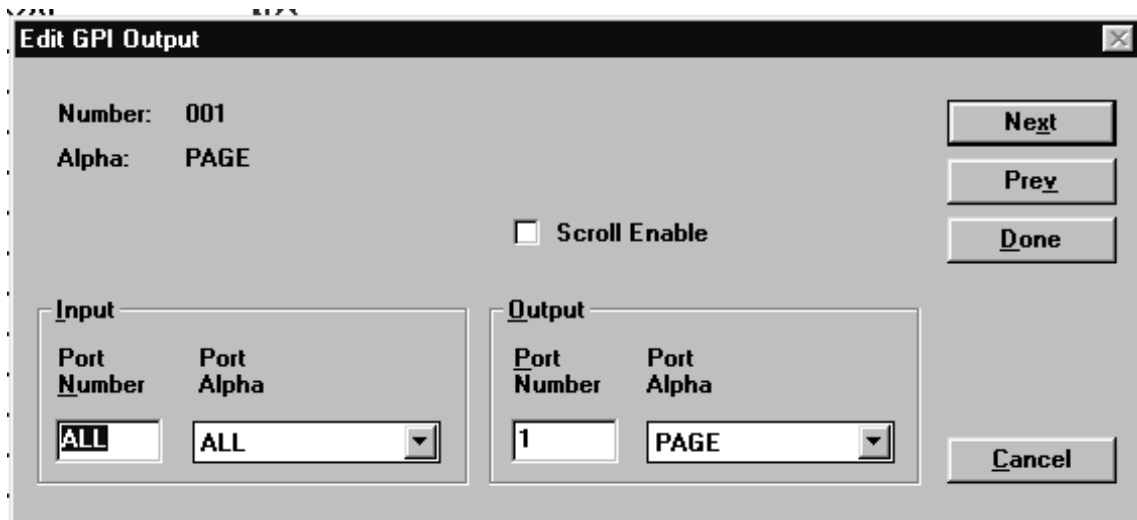 Edit GPI Output
Number: 001
Alpha: PAGE
Next
Prev
Done
Scroll Enable
Input
Port Number
Port Alpha
ALL
ALL
Output
Port Number
Port Alpha
1
PAGE
Cancel